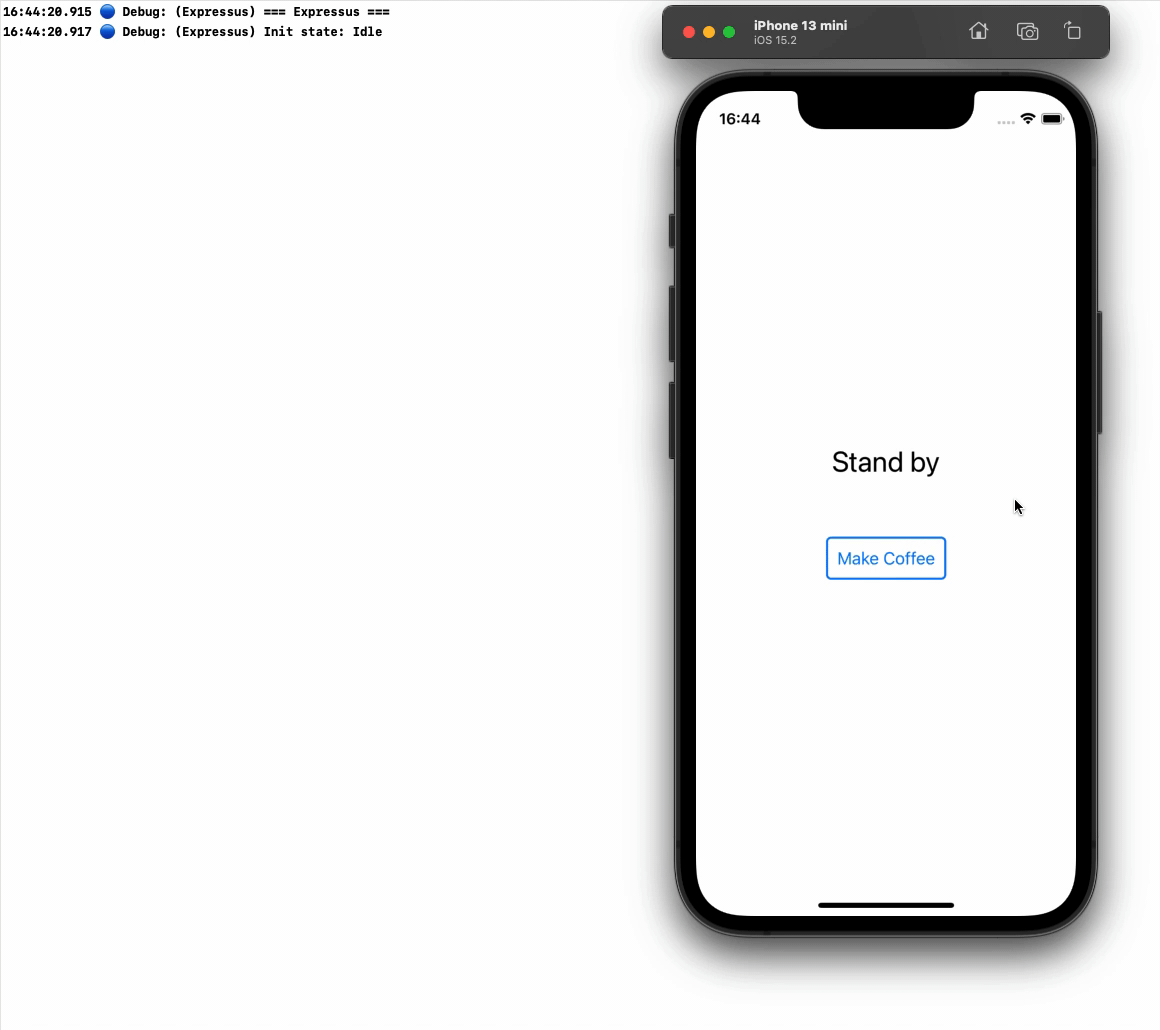 16:44:20.915 🔵 Debug: (Expressus) === Expressus ===
16:44:20.917 🔵 Debug: (Expressus) Init state: Idle
iPhone 13 mini
iOS 15.2
16:44
Stand by
Make Coffee